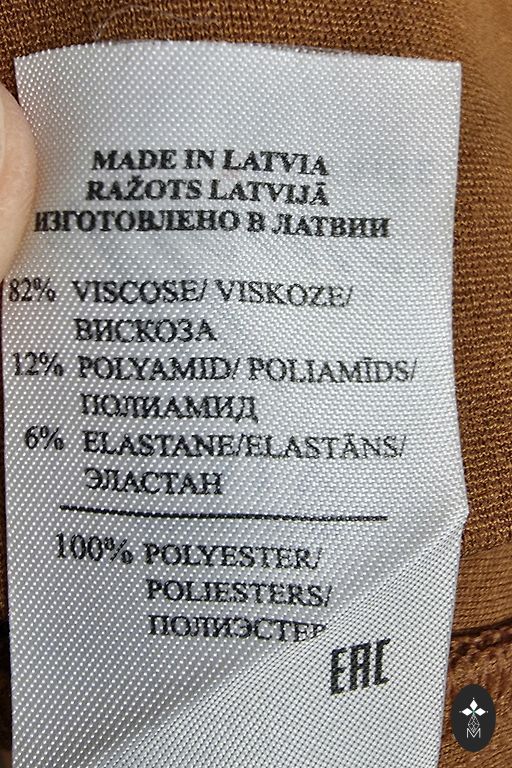 MADE IN LATVIA
RAŽOTS LATVIJĀ
ИЗГОТОВЛЕНО В ЛАТВИИ
82% VISCOSE/ VISKOZE/
ВИСКОЗА
12% POLYAMID/ POLIAMĪDS/
ПОЛИАМИД
6% ELASTANE/ELASTĀNS/
ЭЛАСТАН
100% POLYESTER/
POLIESTERS/
ПОЛИЭСТЕР
EAC
M